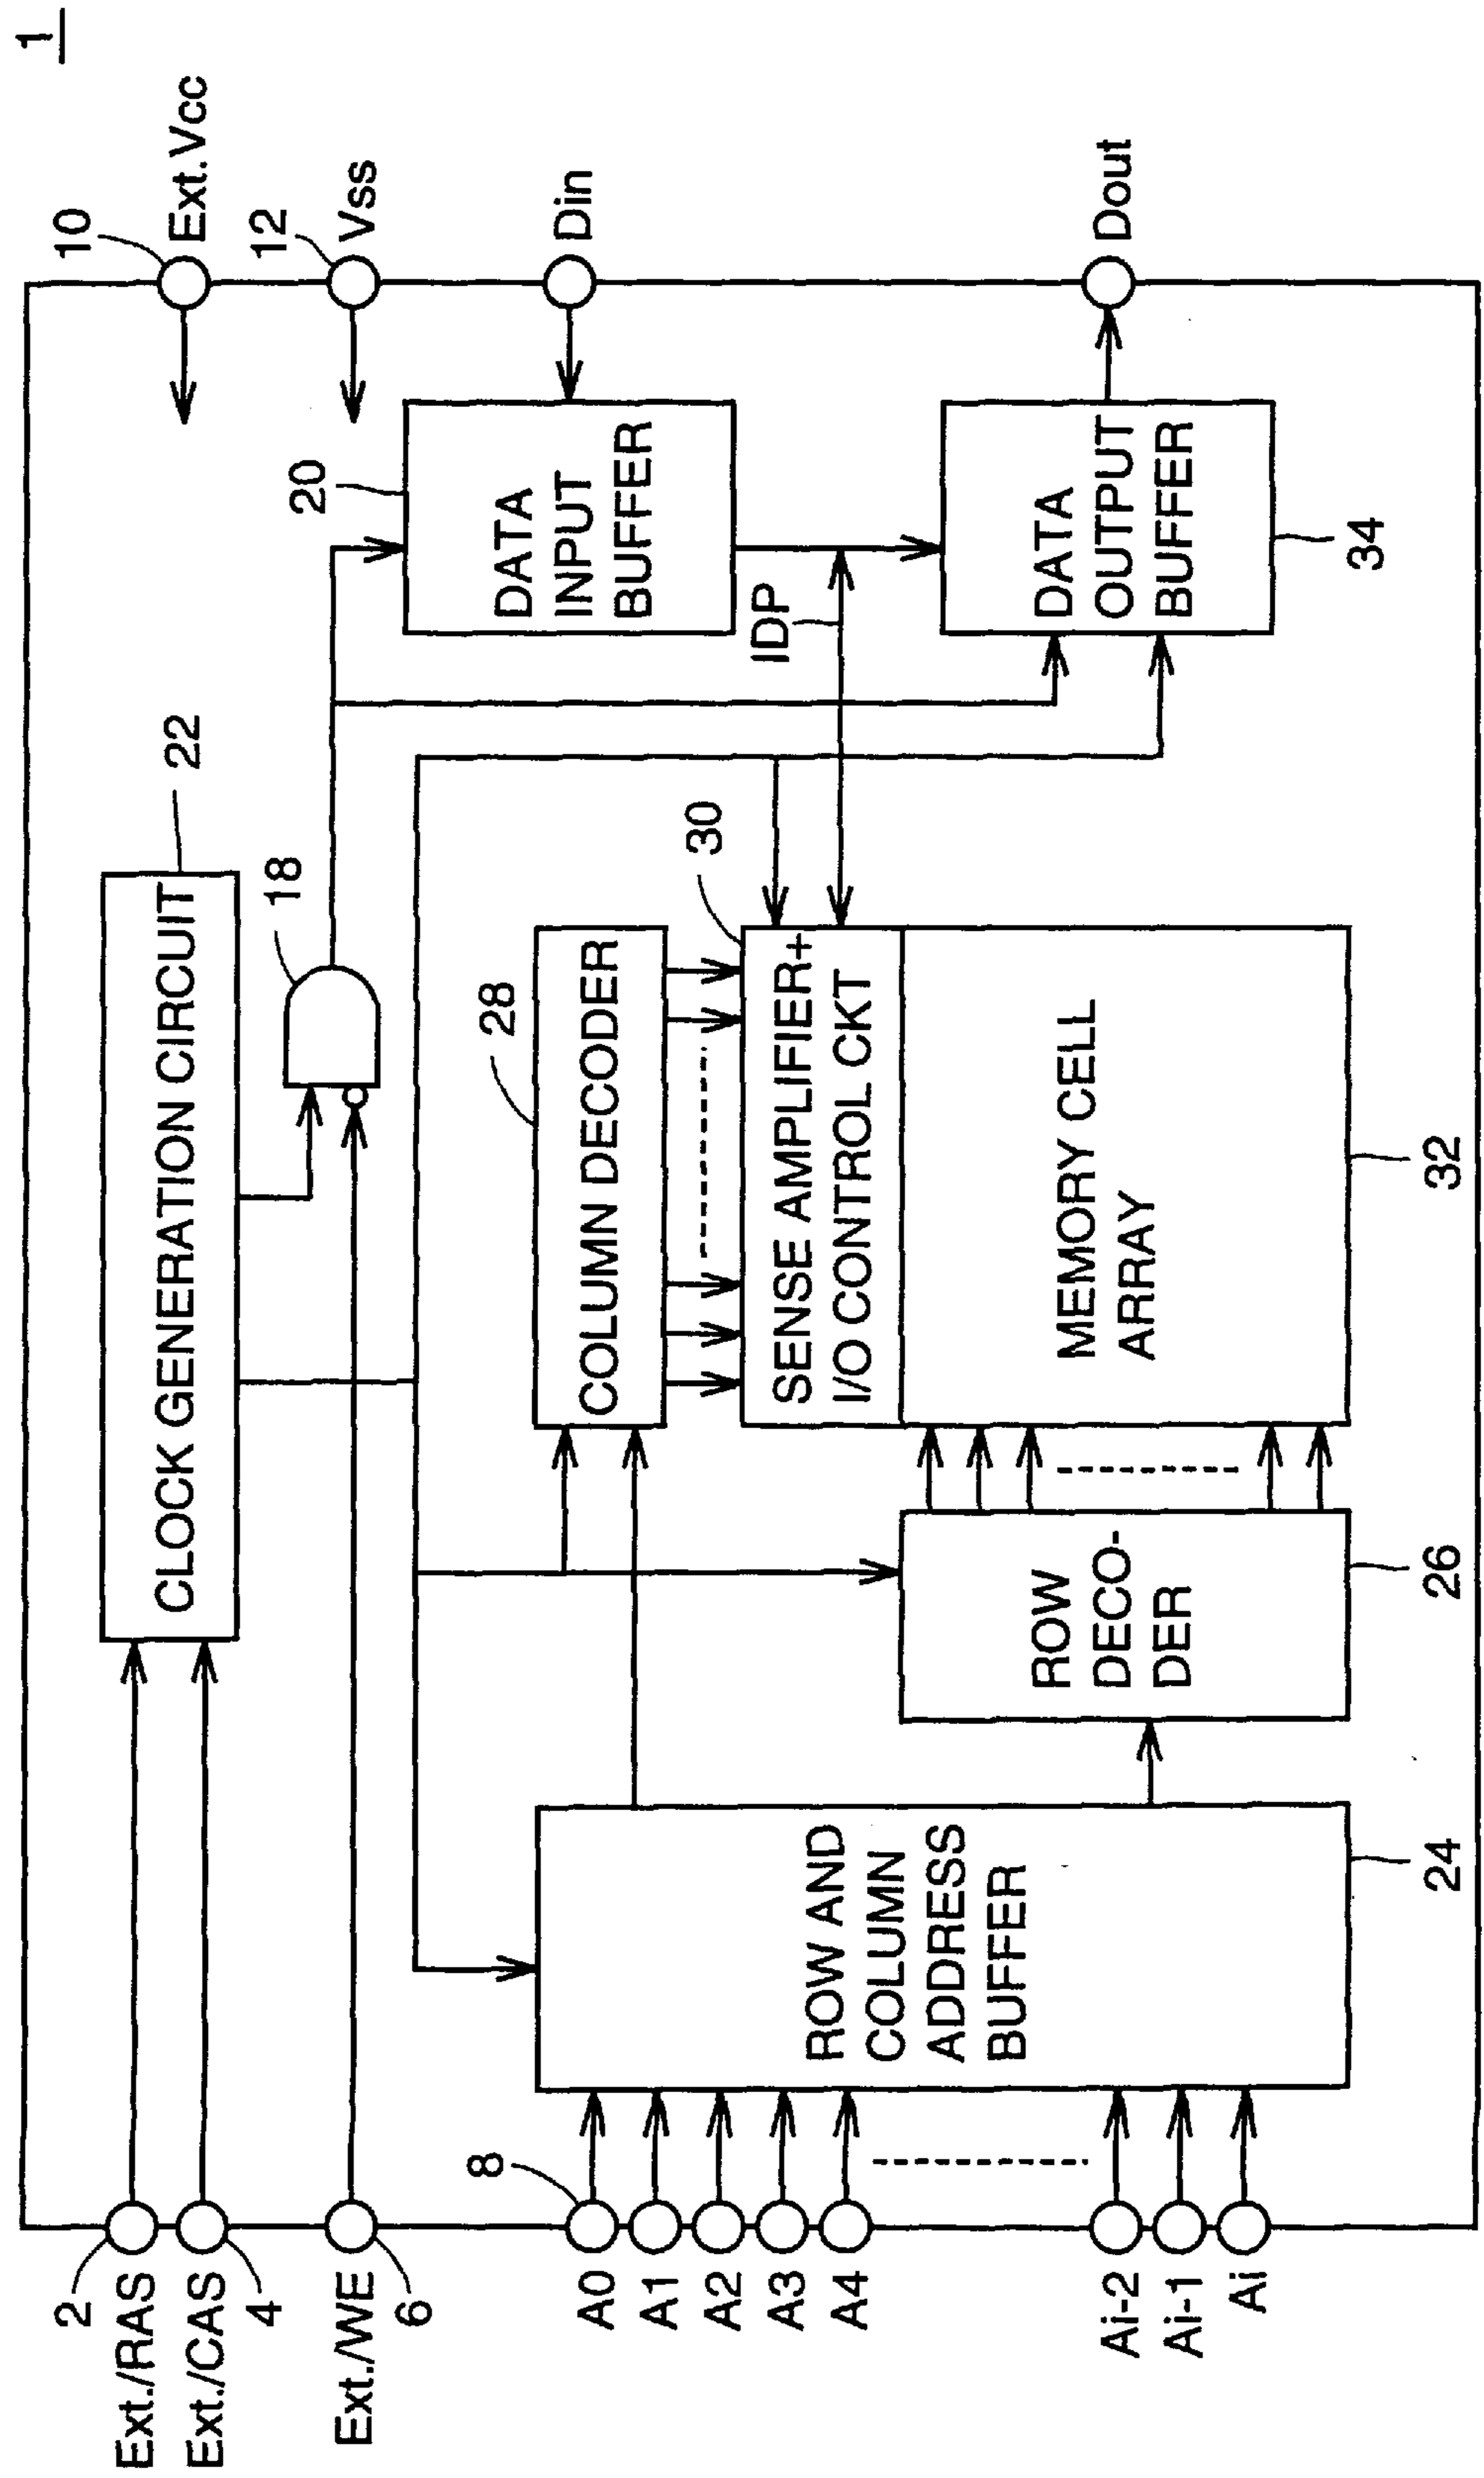 1
10
Ext.Vcc
12
Vss
Din
Dout
2
Ext./RAS
Ext./CAS
4
Ext./WE
6
22
CLOCK GENERATION CIRCUIT
18
20
DATA
INPUT
BUFFER
IDP
DATA
OUTPUT
BUFFER
34
28
COLUMN DECODER
30
SENSE AMPLIFIER+
I/O CONTROL CKT
MEMORY CELL
ARRAY
32
ROW
DECO-
DER
26
ROW AND
COLUMN
ADDRESS
BUFFER
24
8
A0
A1
A2
A3
A4
Ai-2
Ai-1
Ai